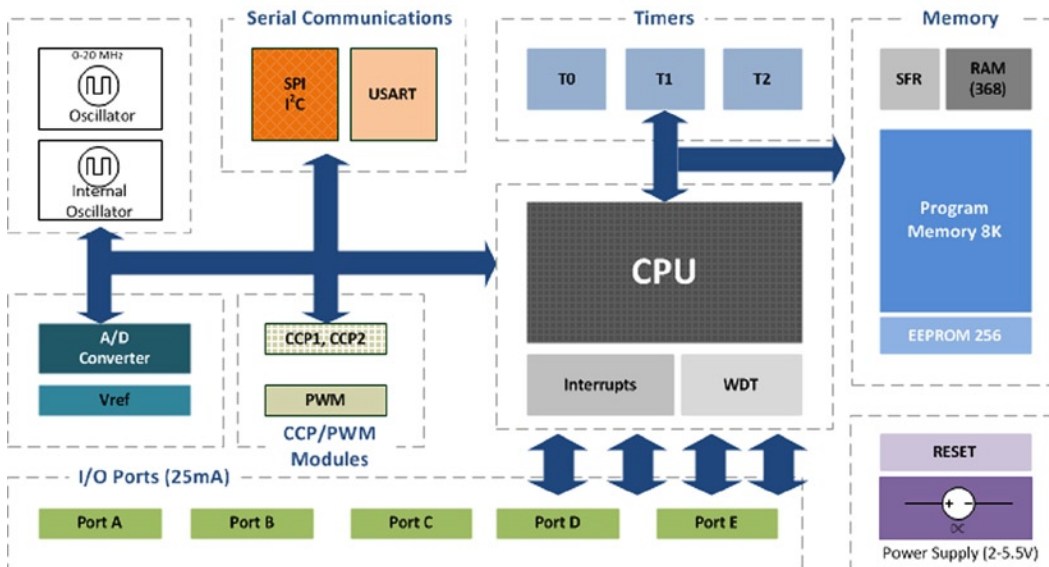 0-20 MHz
Oscillator
Internal
Oscillator
Serial Communications
SPI
I²C
USART
Timers
T0
T1
T2
Memory
SFR
RAM
(368)
Program
Memory 8K
EEPROM 256
CPU
Interrupts
WDT
A/D
Converter
Vref
CCP1, CCP2
PWM
CCP/PWM
Modules
I/O Ports (25mA)
Port A
Port B
Port C
Port D
Port E
RESET
+ -
DC
Power Supply (2-5.5V)